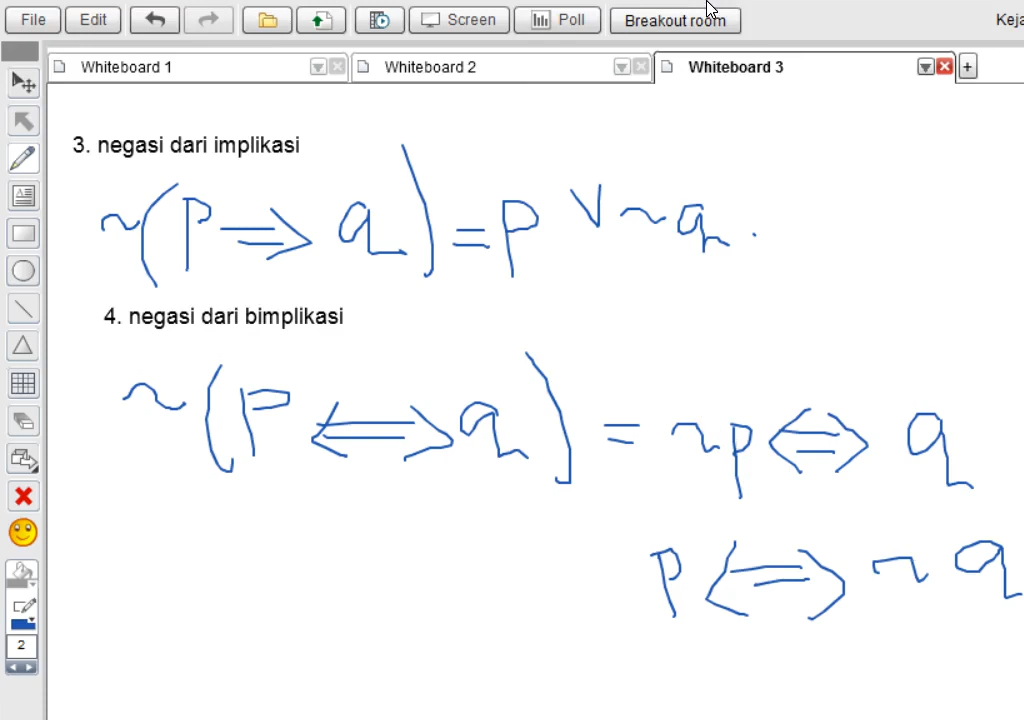 File Edit Screen Poll Breakout room Keja
Whiteboard 1 Whiteboard 2 Whiteboard 3 +
3. negasi dari implikasi
~(P ⇒ q) = P V ~q .
4. negasi dari bimplikasi
~(P ⇔ q) = ~p ⇔ q
P ⇔ ~q
2